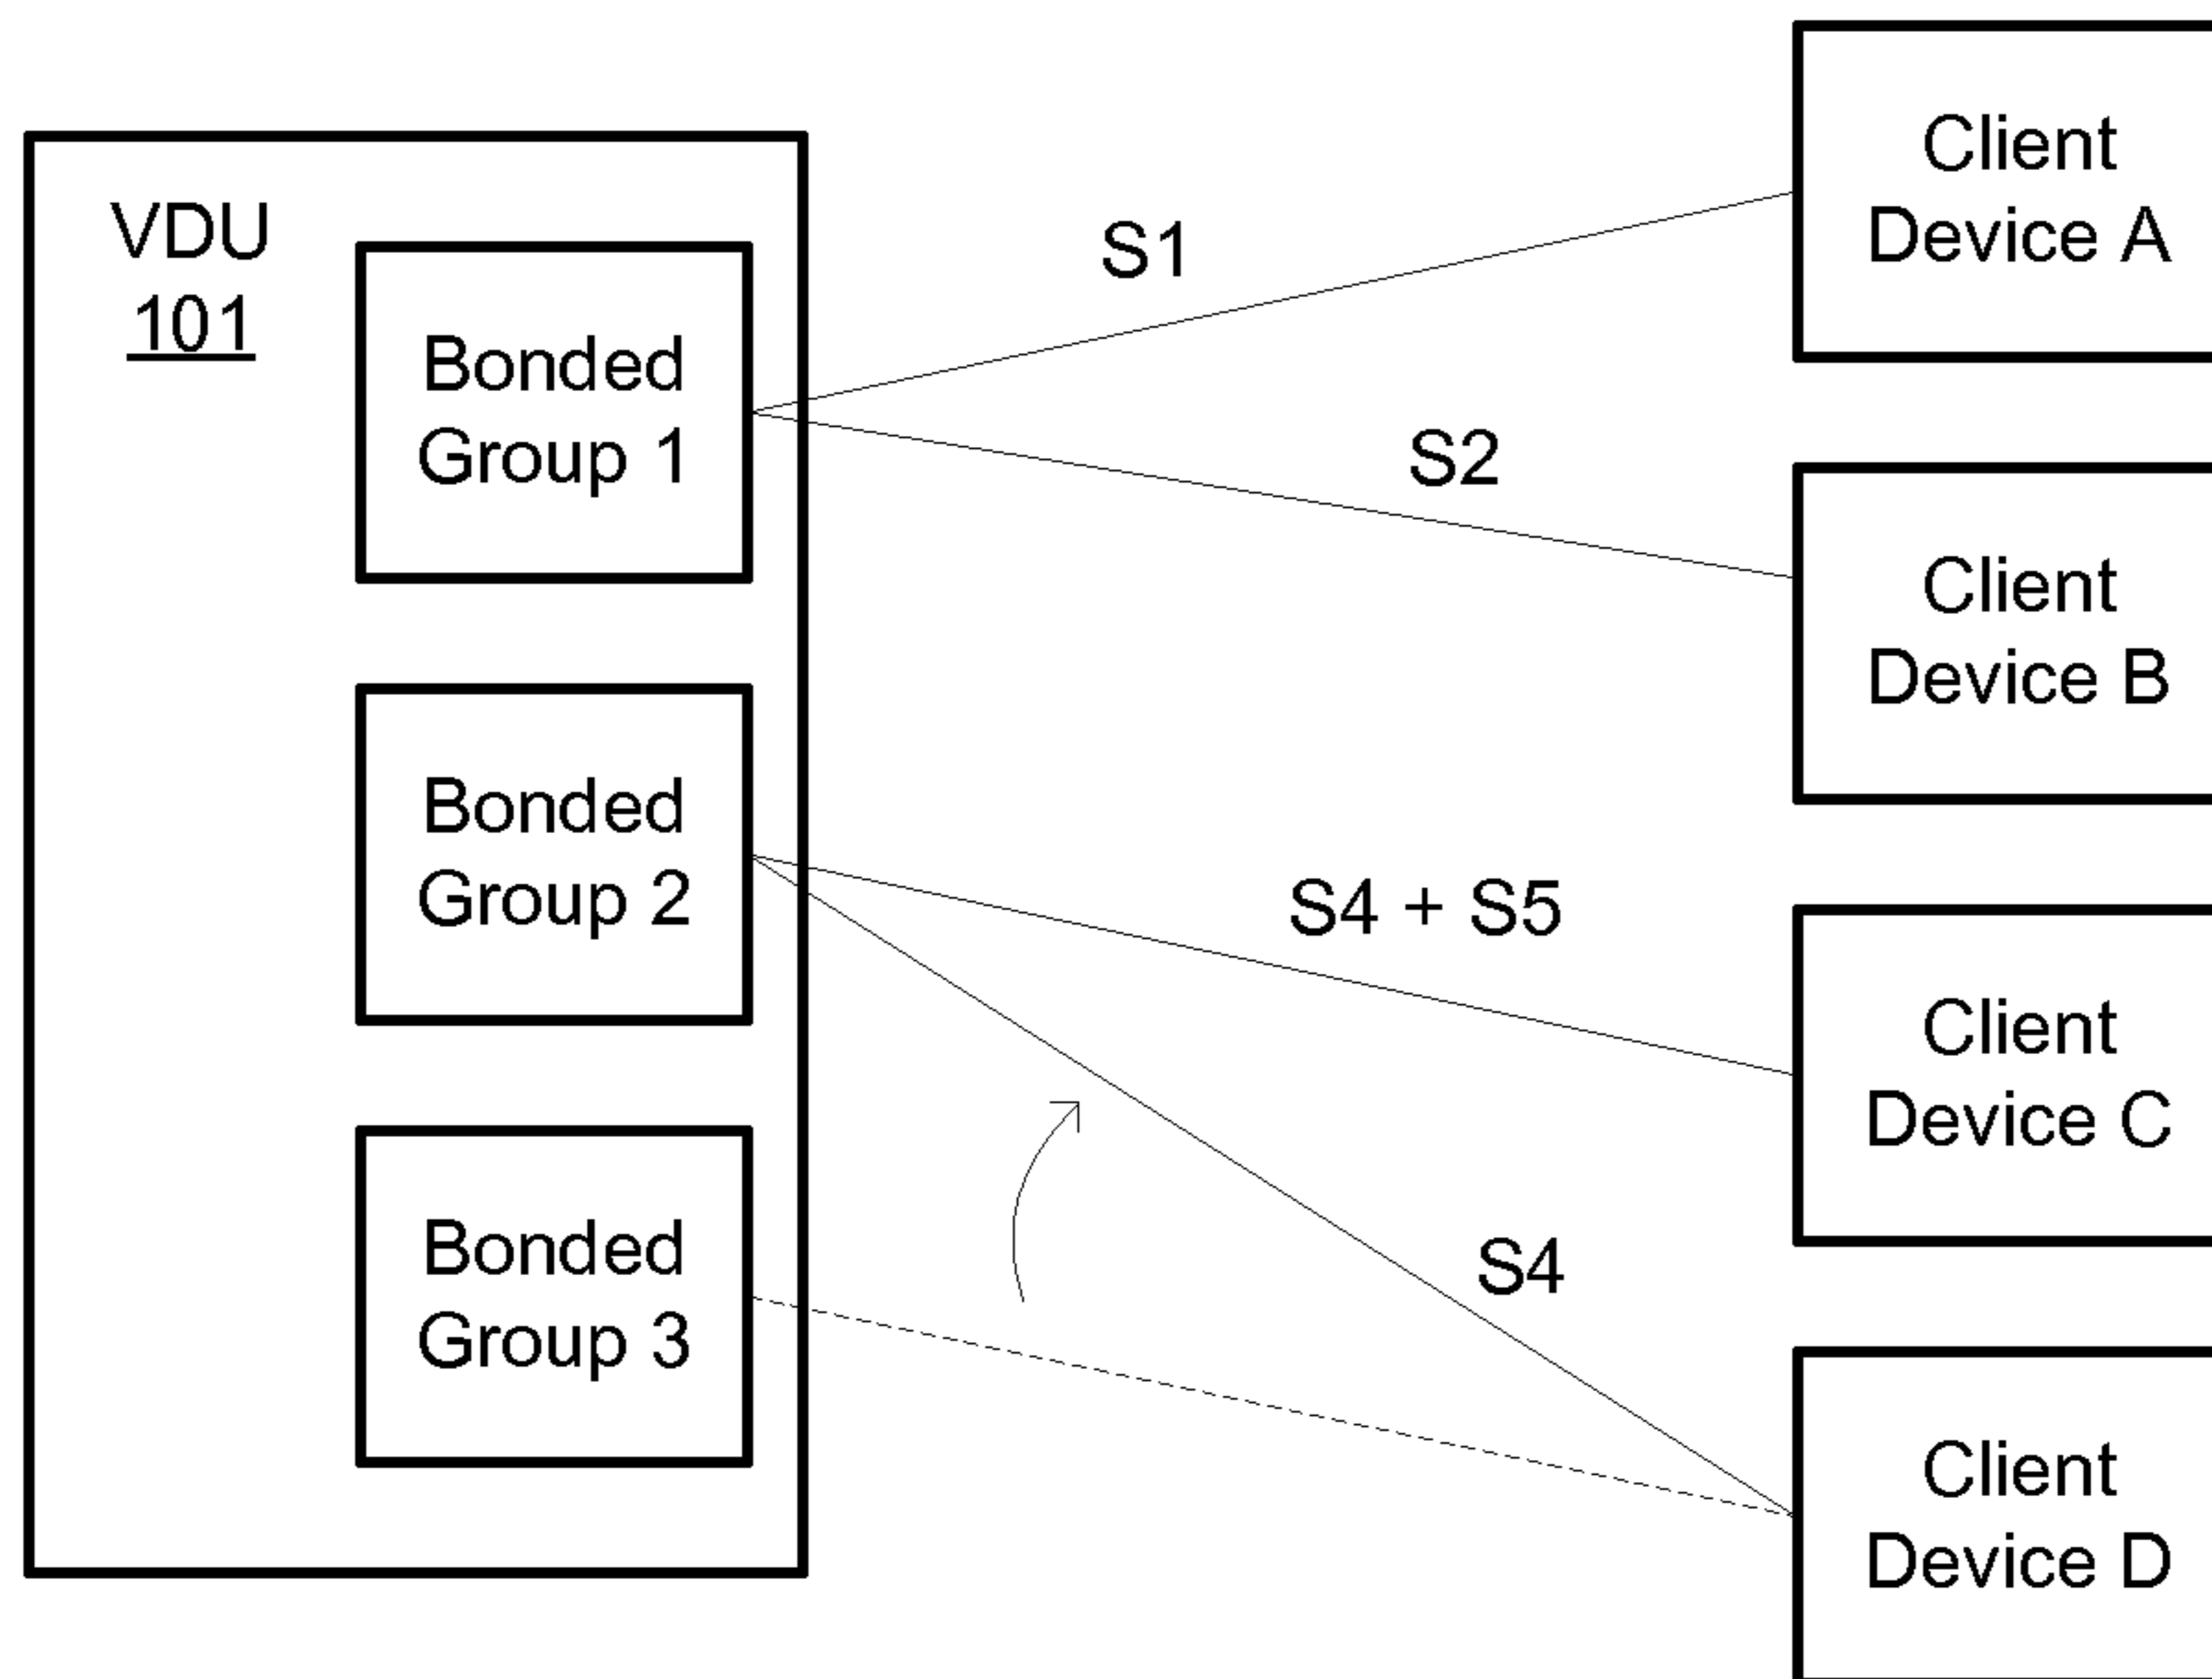 VDU
101
Bonded
Group 1
Bonded
Group 2
Bonded
Group 3
S1
S2
S4 + S5
S4
Client
Device A
Client
Device B
Client
Device C
Client
Device D